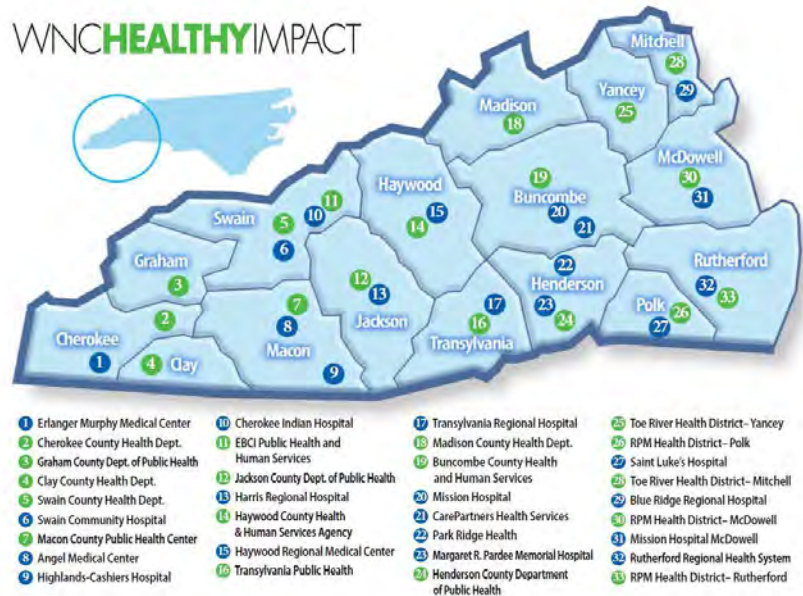 WNCHEALTHYIMPACT
Mitchell
28
29
Yancey
25
Madison
18
McDowell
30
31
Haywood
15
14
19
Buncombe
20
21
Swain
11
10
5
6
Graham
3
12
13
Jackson
22
Henderson
23
24
Rutherford
32
33
Polk
26
27
17
16
Transylvania
7
8
Macon
9
2
Cherokee
1
4
Clay
1 Erlanger Murphy Medical Center
2 Cherokee County Health Dept.
3 Graham County Dept. of Public Health
4 Clay County Health Dept.
5 Swain County Health Dept.
6 Swain Community Hospital
7 Macon County Public Health Center
8 Angel Medical Center
9 Highlands-Cashiers Hospital
10 Cherokee Indian Hospital
11 EBCI Public Health and
Human Services
12 Jackson County Dept. of Public Health
13 Harris Regional Hospital
14 Haywood County Health
& Human Services Agency
15 Haywood Regional Medical Center
16 Transylvania Public Health
17 Transylvania Regional Hospital
18 Madison County Health Dept.
19 Buncombe County Health
and Human Services
20 Mission Hospital
21 CarePartners Health Services
22 Park Ridge Health
23 Margaret R. Pardee Memorial Hospital
24 Henderson County Department
of Public Health
25 Toe River Health District– Yancey
26 RPM Health District– Polk
27 Saint Luke's Hospital
28 Toe River Health District– Mitchell
29 Blue Ridge Regional Hospital
30 RPM Health District– McDowell
31 Mission Hospital McDowell
32 Rutherford Regional Health System
33 RPM Health District– Rutherford